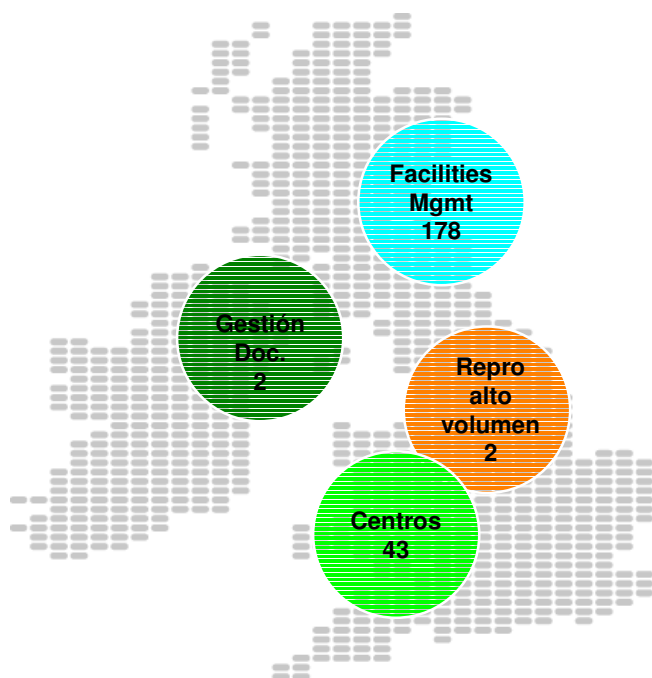 Facilities
Mgmt
178
Gestión
Doc.
2
Repro
alto
volumen
2
Centros
43